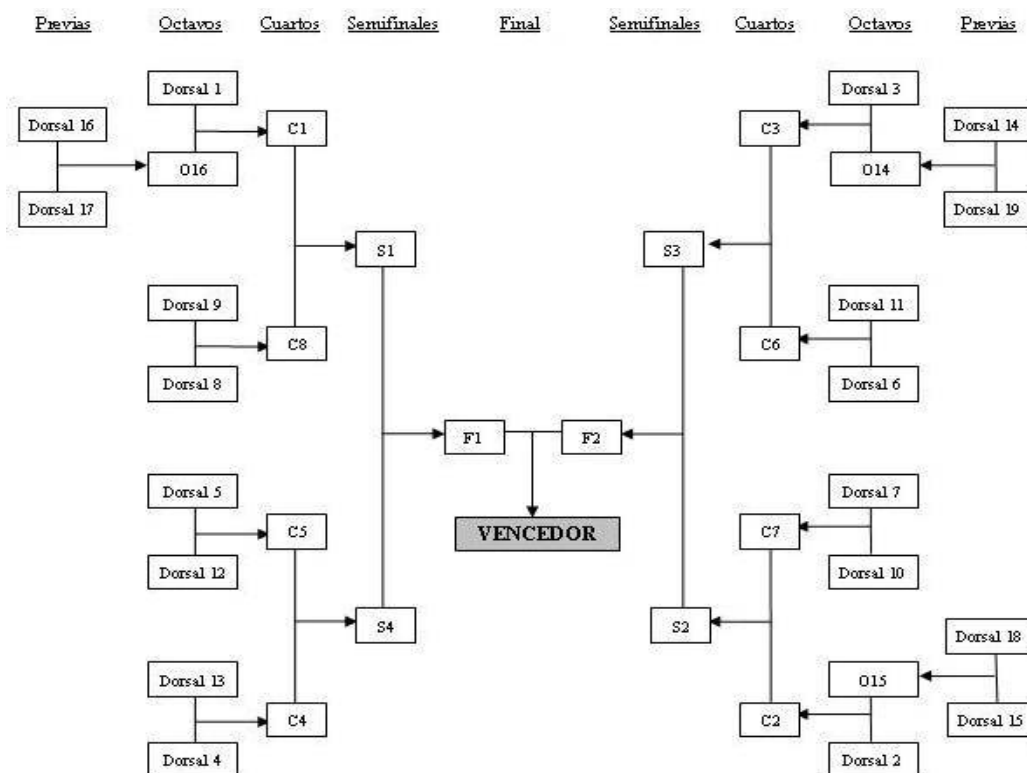 Previas Octavos Cuartos Semifinales Final Semifinales Cuartos Octavos Previas
Dorsal 1 Dorsal 3
Dorsal 16 C1 C3 Dorsal 14
O16 O14
Dorsal 17 Dorsal 19
S1 S3
Dorsal 9 Dorsal 11
C8 C6
Dorsal 8 Dorsal 6
F1 F2
Dorsal 5 Dorsal 7
C5 VENCEDOR C7
Dorsal 12 Dorsal 10
S4 S2 Dorsal 18
Dorsal 13 O15
C4 C2 Dorsal 15
Dorsal 4 Dorsal 2